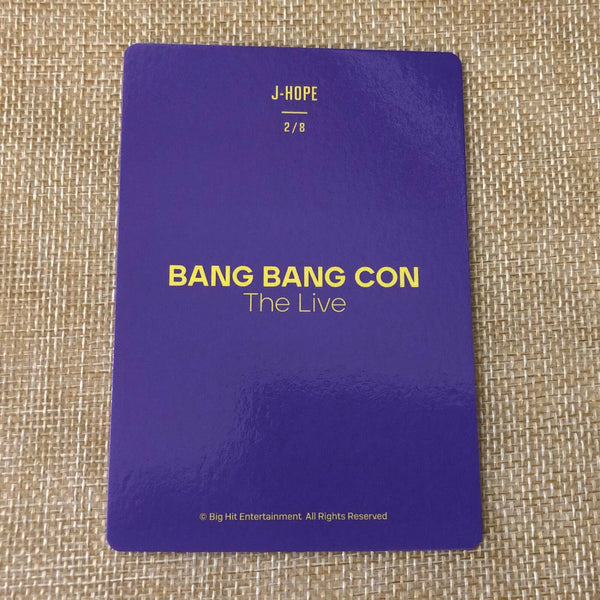 J-HOPE
2/8
BANG BANG CON
The Live
© Big Hit Entertainment. All Rights Reserved